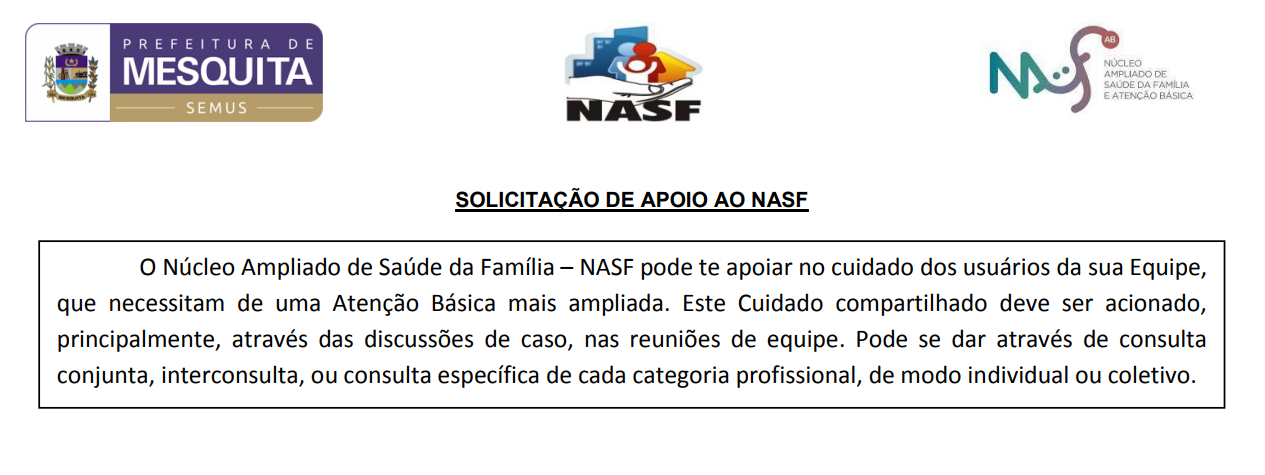 PREFEITURA DE
MESQUITA
SEMUS
MESQUITA
NASF
AB
NASF
NÚCLEO
AMPLIADO DE
SAÚDE DA FAMÍLIA
E ATENÇÃO BÁSICA
SOLICITAÇÃO DE APOIO AO NASF
O Núcleo Ampliado de Saúde da Família – NASF pode te apoiar no cuidado dos usuários da sua Equipe,
que necessitam de uma Atenção Básica mais ampliada. Este Cuidado compartilhado deve ser acionado,
principalmente, através das discussões de caso, nas reuniões de equipe. Pode se dar através de consulta
conjunta, interconsulta, ou consulta específica de cada categoria profissional, de modo individual ou coletivo.